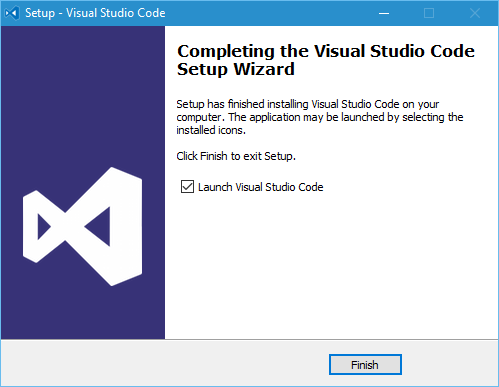 Setup - Visual Studio Code
Completing the Visual Studio Code
Setup Wizard
Setup has finished installing Visual Studio Code on your
computer. The application may be launched by selecting the
installed icons.
Click Finish to exit Setup.
Launch Visual Studio Code
Finish